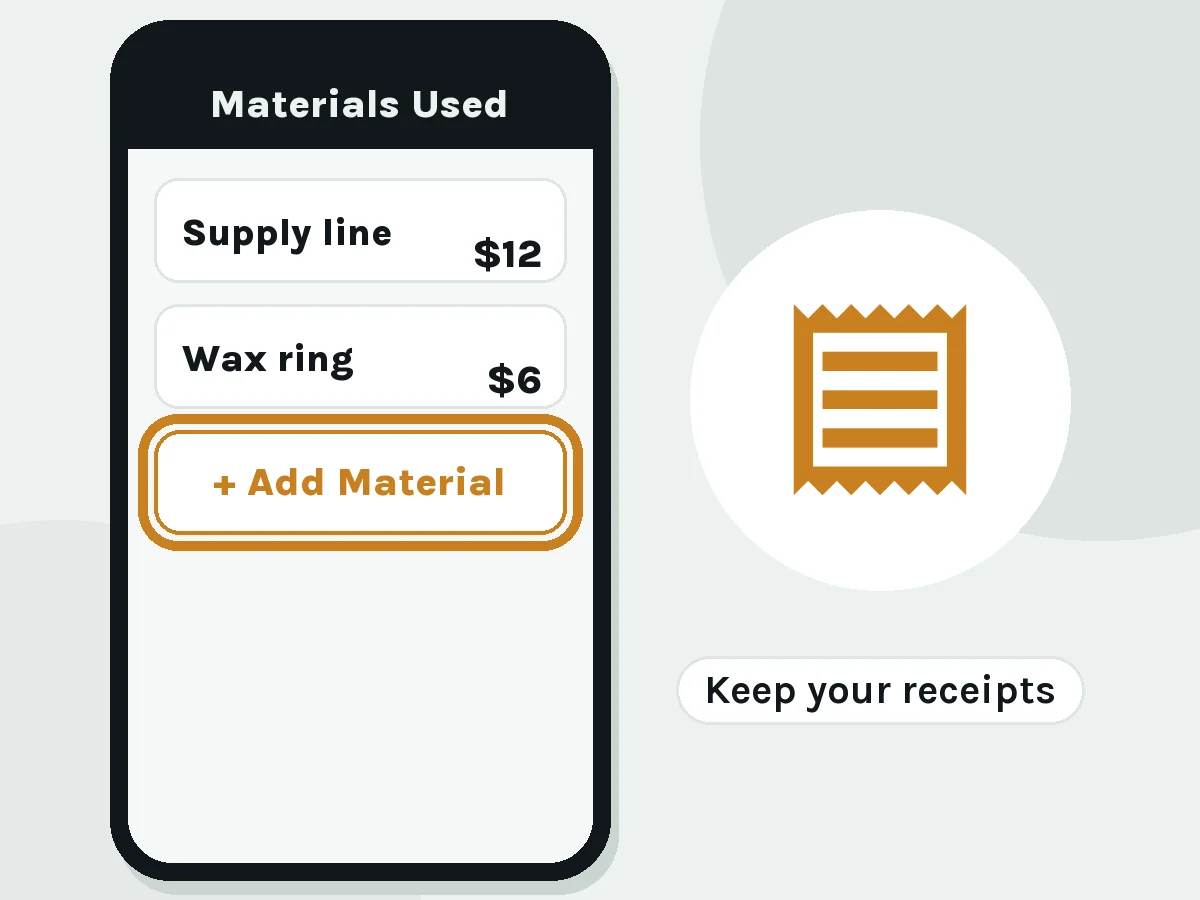 Materials Used
Supply line
$12
Wax ring
$6
+ Add Material
Keep your receipts